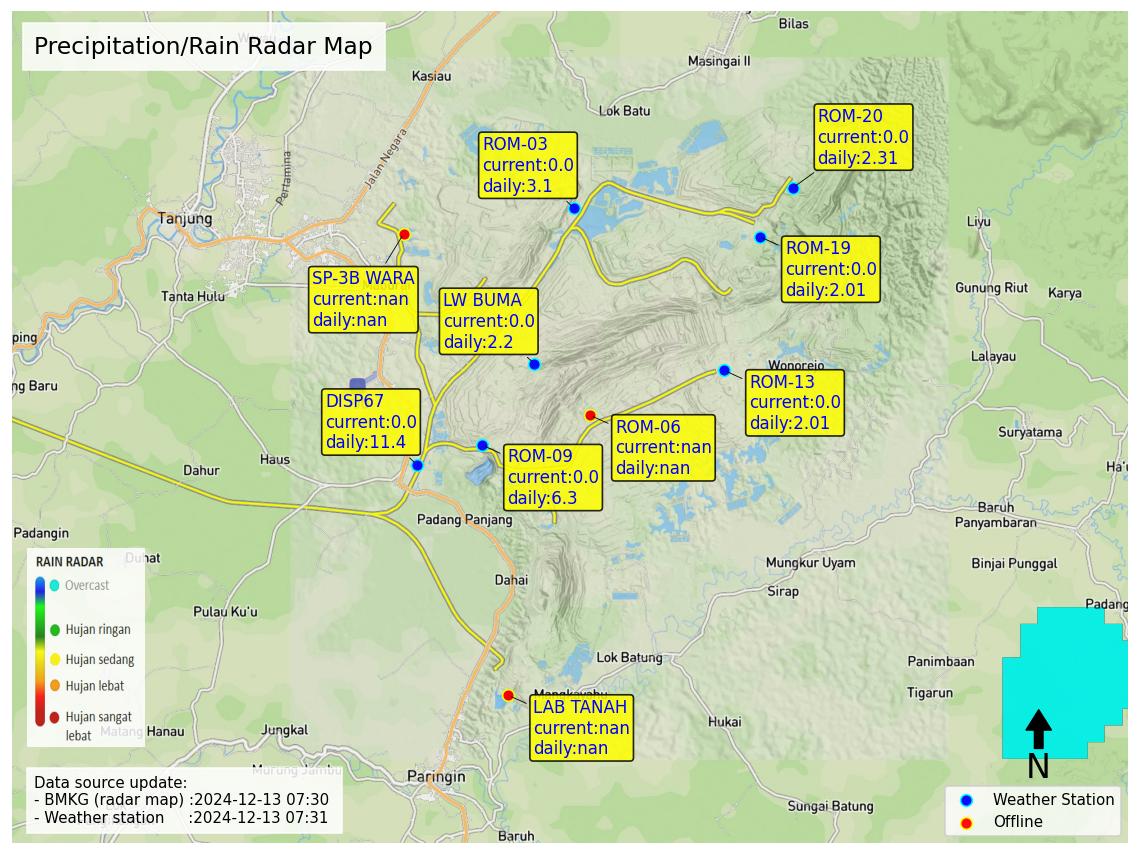 Precipitation/Rain Radar Map
Bilas
Masingai II
Kasiau
Lok Batu
Jalan Negara
Pertamina
Tanjung
Tanta Hulu
ROM-03
current:0.0
daily:3.1
ROM-20
current:0.0
daily:2.31
ROM-19
current:0.0
daily:2.01
SP-3B WARA
current:nan
daily:nan
LW BUMA
current:0.0
daily:2.2
Liyu
Gunung Riut
Karya
Lalayau
ping
ng Baru
Wonorejo
ROM-13
current:0.0
daily:2.01
DISP67
current:0.0
daily:11.4
ROM-06
current:nan
daily:nan
ROM-09
current:0.0
daily:6.3
Suryatama
Ha'u
Dahur
Haus
Padang Panjang
Baruh
Panyambaran
Padangin
Duhat
Binjai Punggal
Mungkur Uyam
Sirap
Dahai
Pulau Ku'u
Padang
RAIN RADAR
Overcast
Hujan ringan
Hujan sedang
Hujan lebat
Hujan sangat
lebat
Lok Batung
Panimbaan
Tigarun
Mangkayahu
LAB TANAH
current:nan
daily:nan
Hukai
Matang Hanau
Jungkal
Murung Jambu
Paringin
Sungai Batung
Baruh
Data source update:
- BMKG (radar map) :2024-12-13 07:30
- Weather station :2024-12-13 07:31
N
Weather Station
Offline